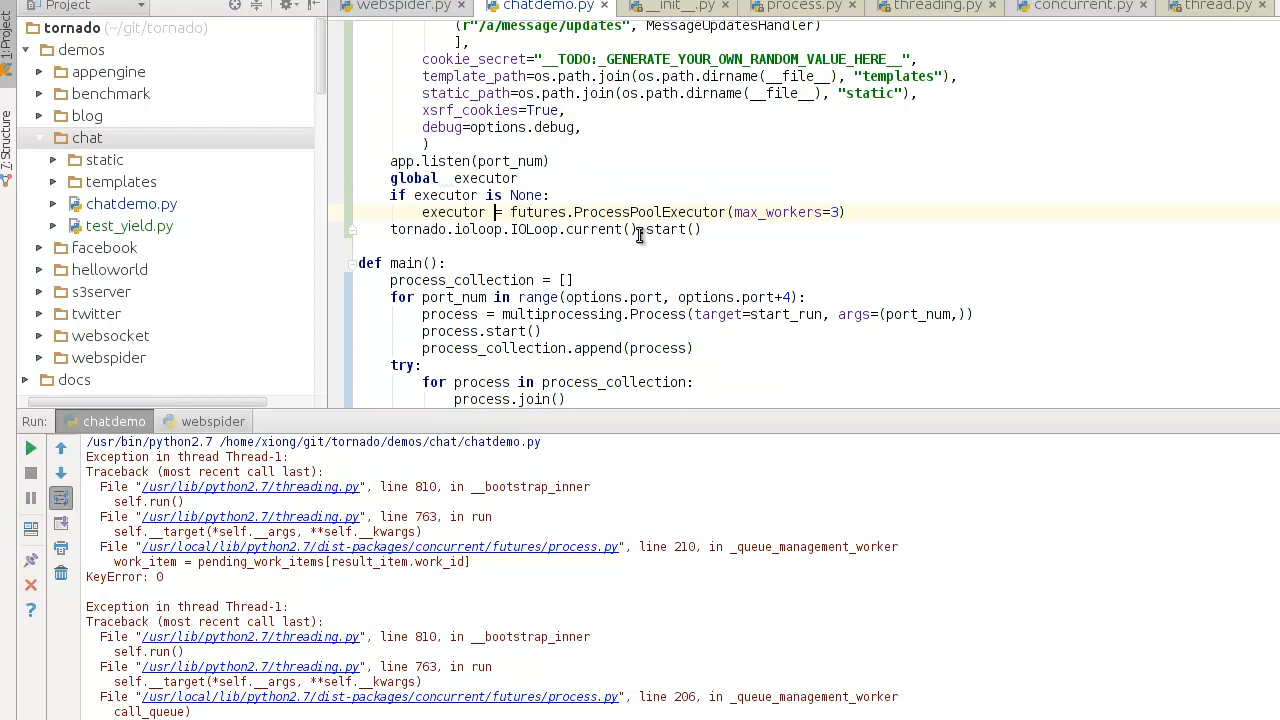 Project
webspider.py
chatdemo.py
__init__.py
process.py
threading.py
concurrent.py
thread.py
1: Project
7: Structure
tornado (~/git/tornado)
demos
appengine
benchmark
blog
chat
static
templates
chatdemo.py
test_yield.py
facebook
helloworld
s3server
twitter
websocket
webspider
docs
(r"/a/message/updates", MessageUpdatesHandler)
],
cookie_secret="__TODO:_GENERATE_YOUR_OWN_RANDOM_VALUE_HERE__",
template_path=os.path.join(os.path.dirname(__file__), "templates"),
static_path=os.path.join(os.path.dirname(__file__), "static"),
xsrf_cookies=True,
debug=options.debug,
)
app.listen(port_num)
global  executor
if executor is None:
executor = futures.ProcessPoolExecutor(max_workers=3)
tornado.ioloop.IOLoop.current().start()
def main():
process_collection = []
for port_num in range(options.port, options.port+4):
process = multiprocessing.Process(target=start_run, args=(port_num,))
process.start()
process_collection.append(process)
try:
for process in process_collection:
process.join()
Run:
chatdemo
webspider
/usr/bin/python2.7 /home/xiong/git/tornado/demos/chat/chatdemo.py
Exception in thread Thread-1:
Traceback (most recent call last):
File "/usr/lib/python2.7/threading.py", line 810, in __bootstrap_inner
self.run()
File "/usr/lib/python2.7/threading.py", line 763, in run
self.__target(*self.__args, **self.__kwargs)
File "/usr/local/lib/python2.7/dist-packages/concurrent/futures/process.py", line 210, in _queue_management_worker
work_item = pending_work_items[result_item.work_id]
KeyError: 0
Exception in thread Thread-1:
Traceback (most recent call last):
File "/usr/lib/python2.7/threading.py", line 810, in __bootstrap_inner
self.run()
File "/usr/lib/python2.7/threading.py", line 763, in run
self.__target(*self.__args, **self.__kwargs)
File "/usr/local/lib/python2.7/dist-packages/concurrent/futures/process.py", line 206, in _queue_management_worker
call_queue)